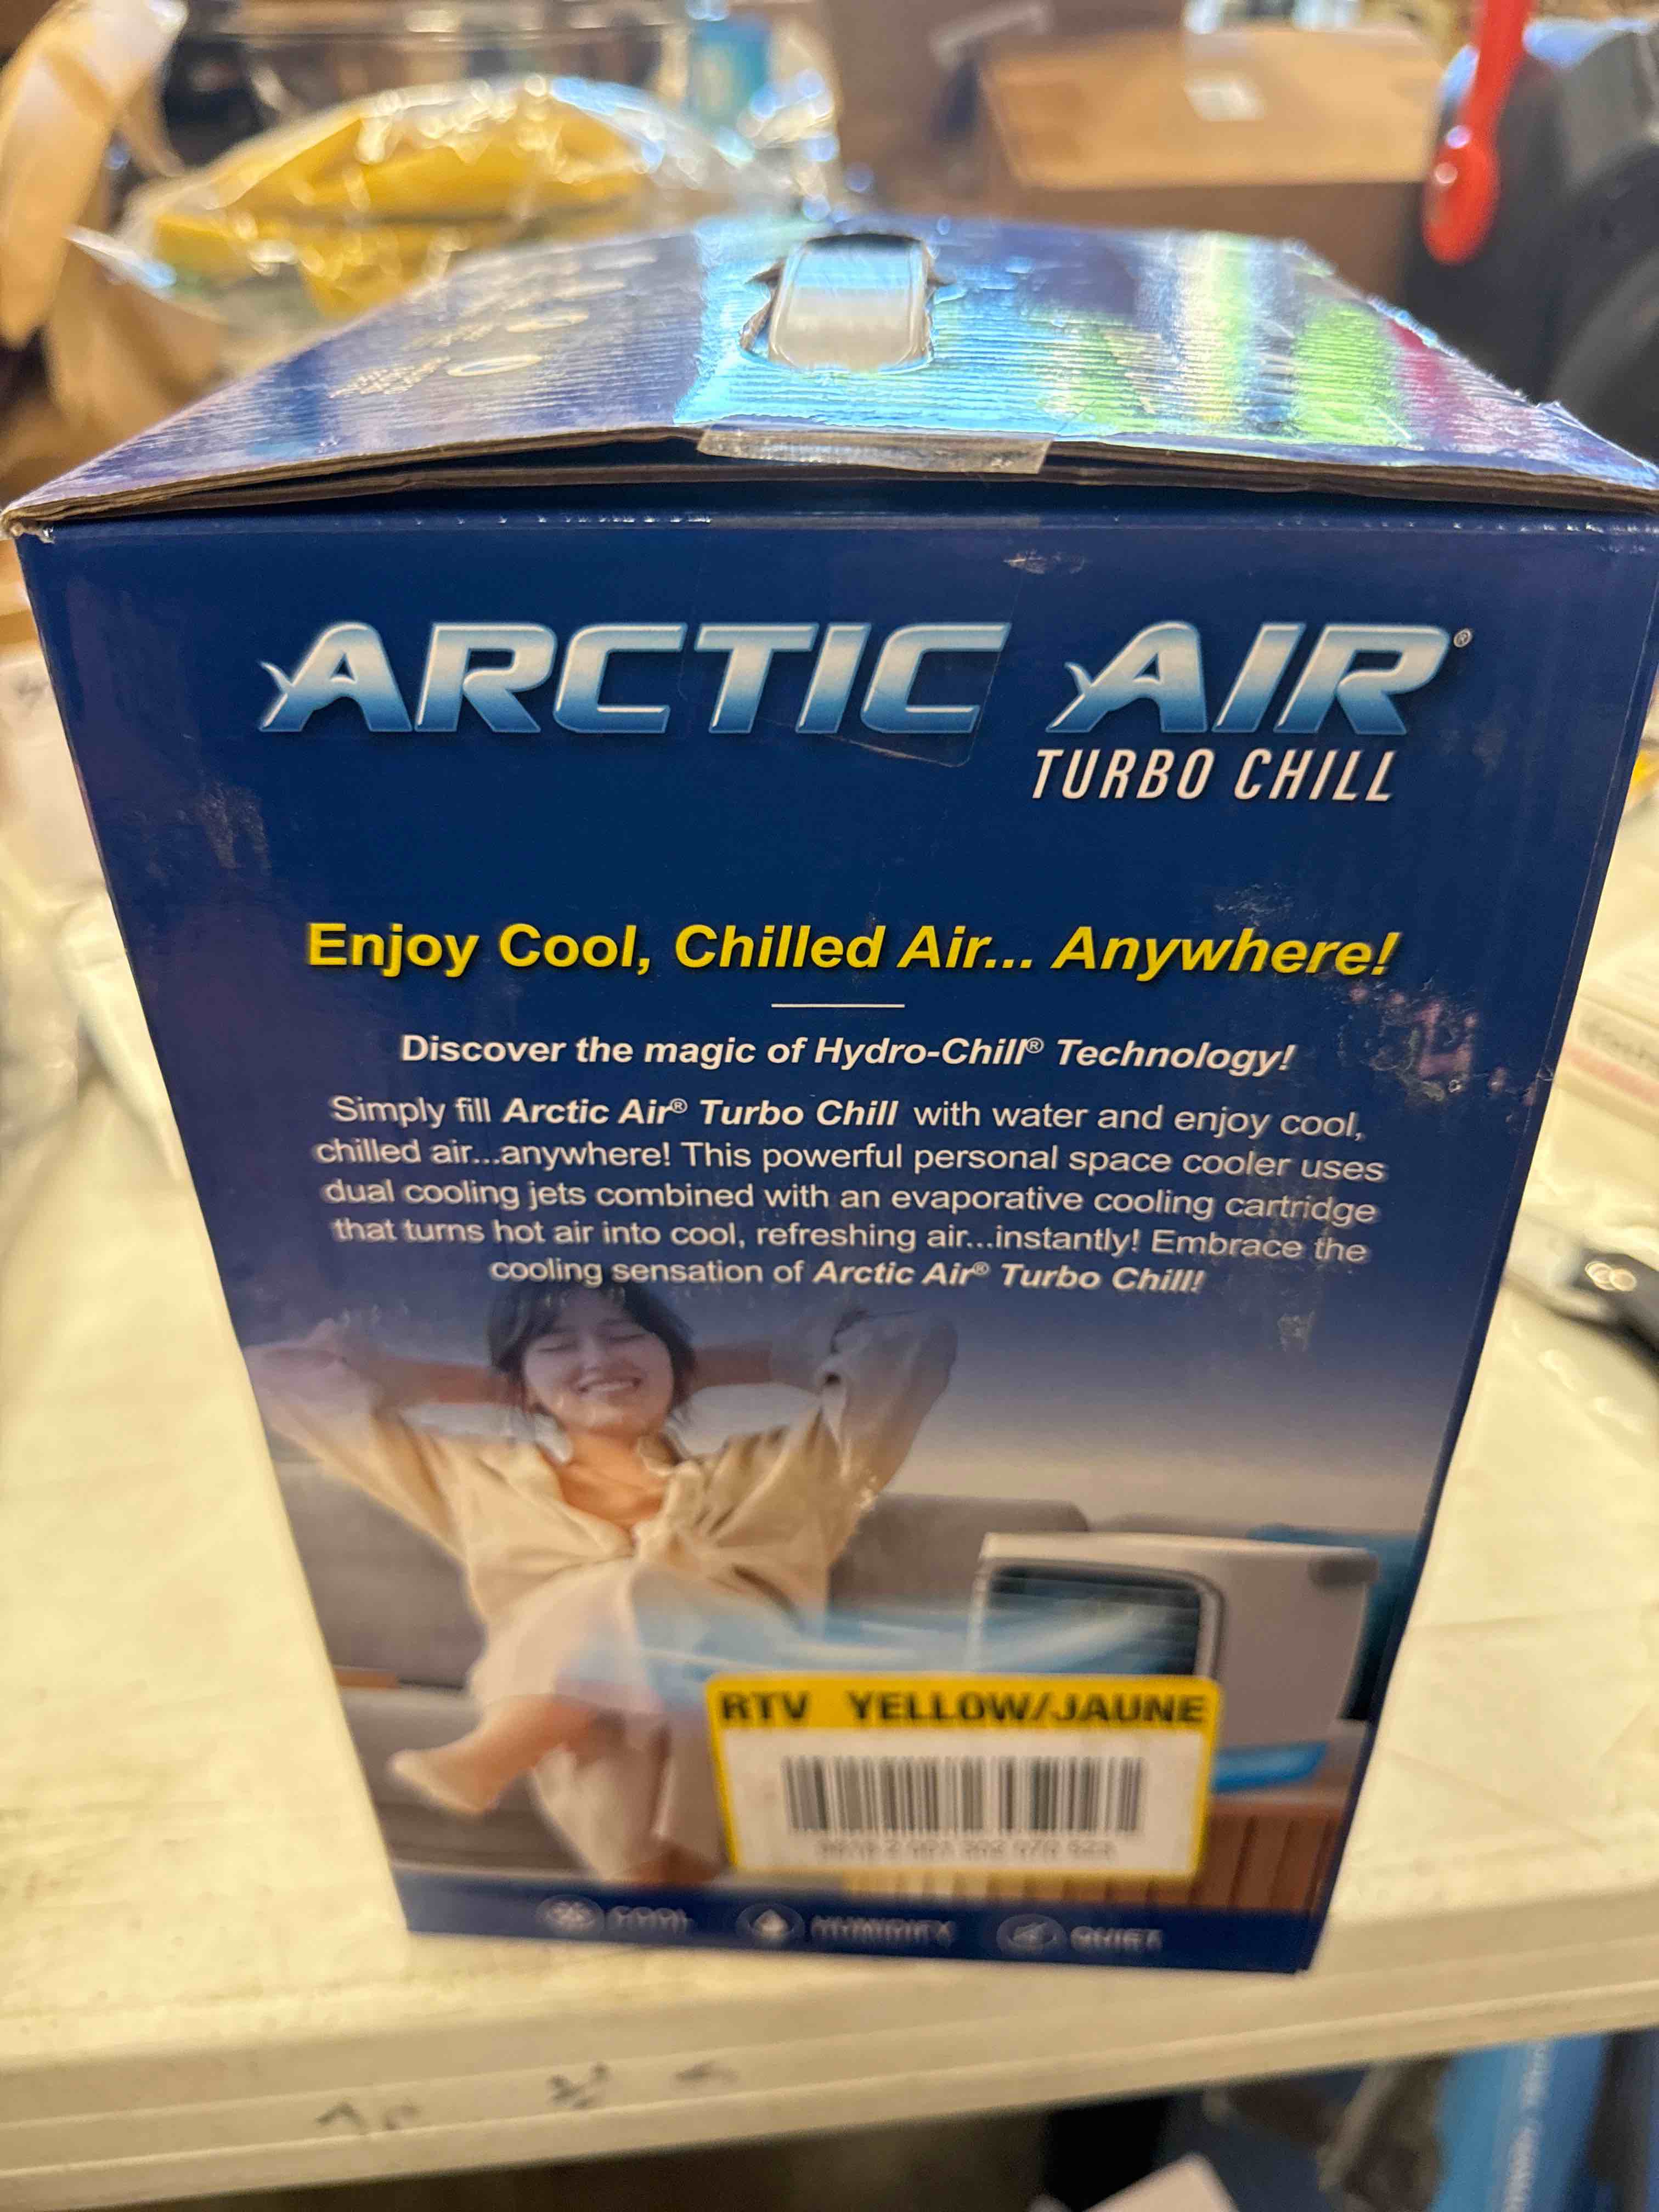 ARCTIC AIR®
TURBO CHILL
Enjoy Cool, Chilled Air... Anywhere!
Discover the magic of Hydro-Chill® Technology!
Simply fill Arctic Air® Turbo Chill with water and enjoy cool,
chilled air...anywhere! This powerful personal space cooler uses
dual cooling jets combined with an evaporative cooling cartridge
that turns hot air into cool, refreshing air...instantly! Embrace the
cooling sensation of Arctic Air® Turbo Chill!
RTV YELLOW/JAUNE
COOL HUMIDIFY QUIET